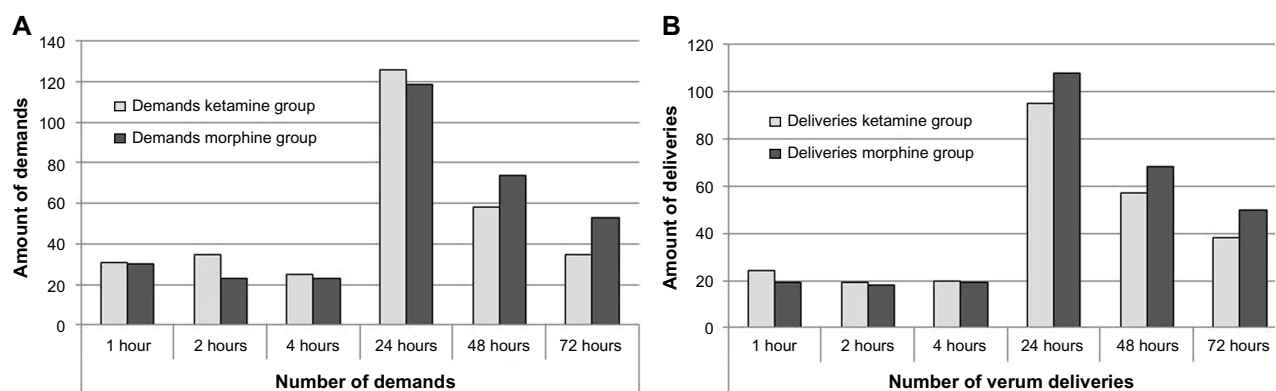 A
Amount of demands
140
120
100
80
60
40
20
0
Demands ketamine group
Demands morphine group
1 hour 2 hours 4 hours 24 hours 48 hours 72 hours
Number of demands
B
Amount of deliveries
120
100
80
60
40
20
0
Deliveries ketamine group
Deliveries morphine group
1 hour 2 hours 4 hours 24 hours 48 hours 72 hours
Number of verum deliveries